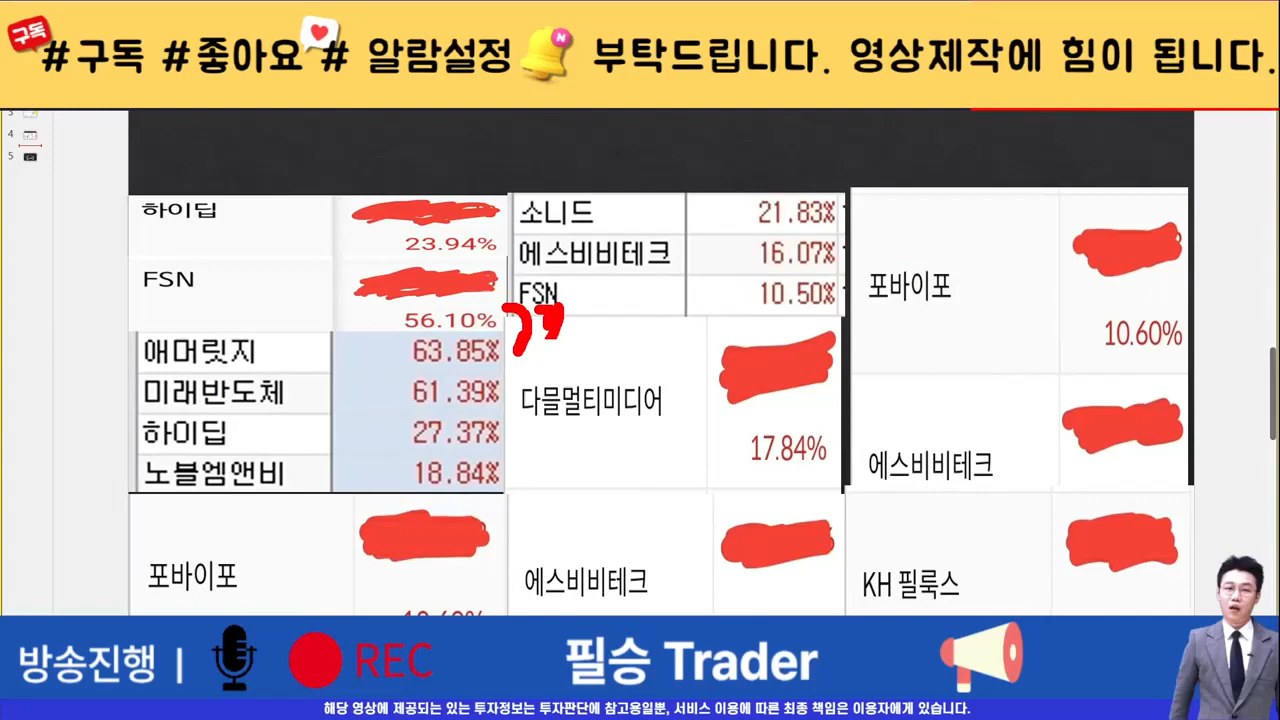 구독
#구독 #좋아요 # 알람설정 N 부탁드립니다. 영상제작에 힘이 됩니다.
3
4
5
하이딥
23.94%
FSN
56.10%
애머릿지 63.85%
미래반도체 61.39%
하이딥 27.37%
노블엠앤비 18.84%
소니드 21.83%
에스비비테크 16.07%
FSN 10.50%
다믈멀티미디어
17.84%
포바이포
10.60%
에스비비테크
포바이포
에스비비테크
KH 필룩스
방송진행 | REC 필승 Trader
해당 영상에 제공되는 있는 투자정보는 투자판단에 참고용일뿐, 서비스 이용에 따른 최종 책임은 이용자에게 있습니다.